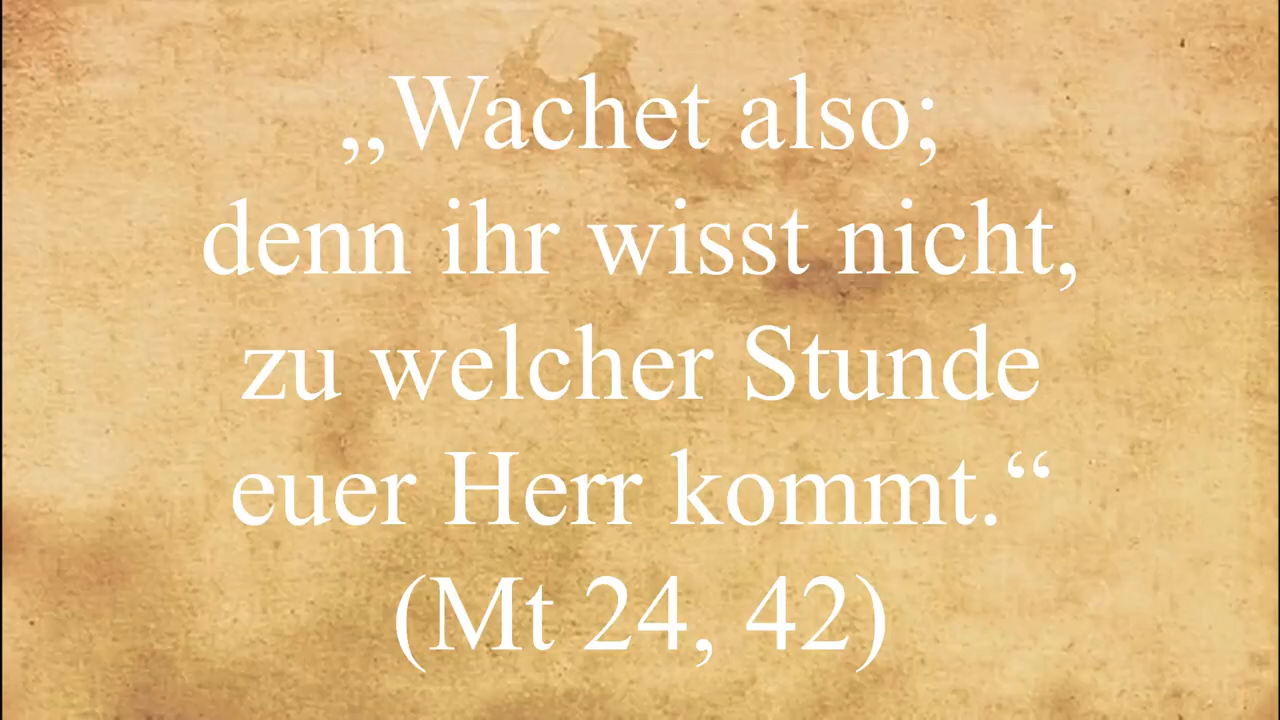 „Wachet also;
denn ihr wisst nicht,
zu welcher Stunde
euer Herr kommt.“
(Mt 24, 42)